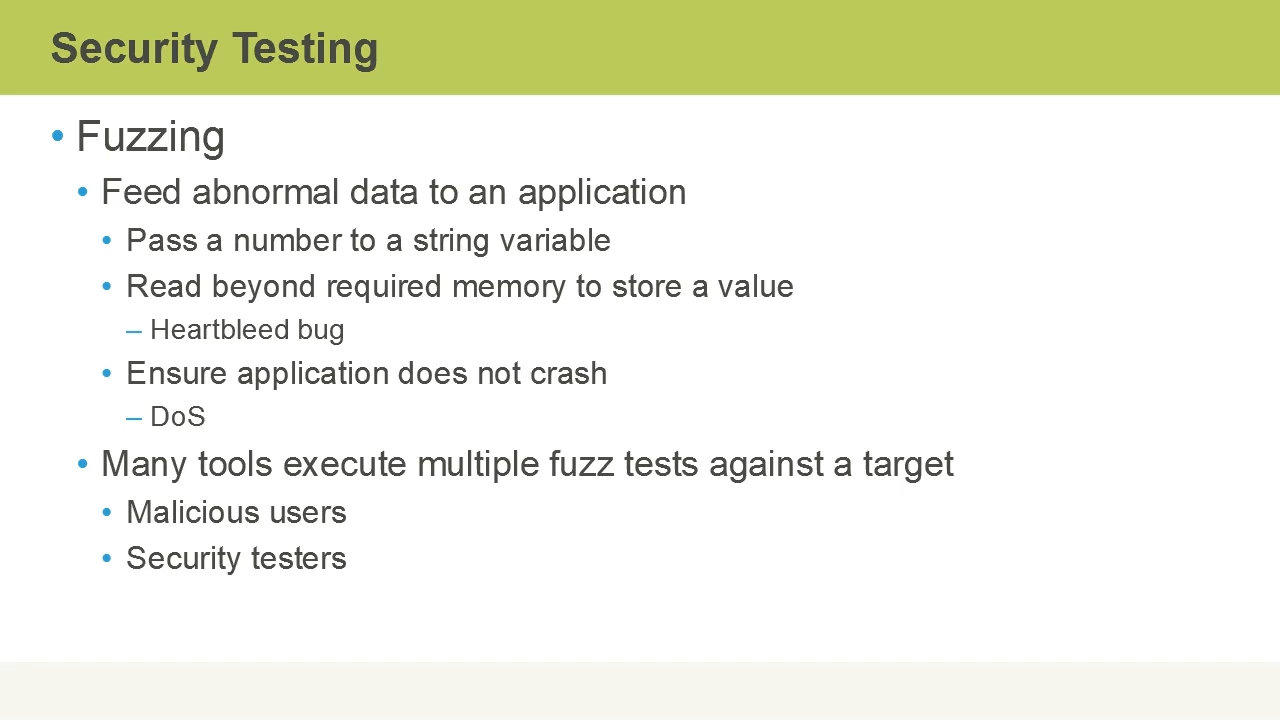 Security Testing
• Fuzzing
• Feed abnormal data to an application
• Pass a number to a string variable
• Read beyond required memory to store a value
– Heartbleed bug
• Ensure application does not crash
– DoS
• Many tools execute multiple fuzz tests against a target
• Malicious users
• Security testers